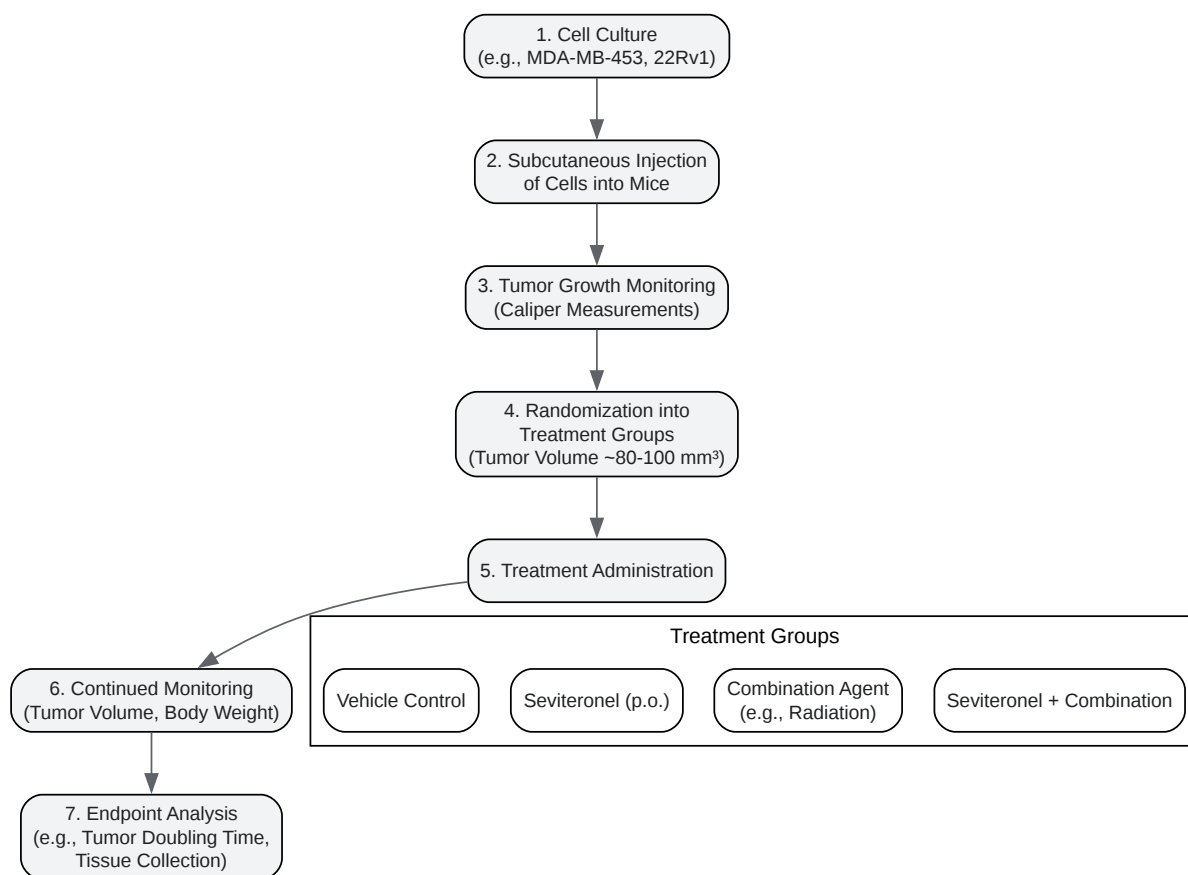 1. Cell Culture
(e.g., MDA-MB-453, 22Rv1)
2. Subcutaneous Injection
of Cells into Mice
3. Tumor Growth Monitoring
(Caliper Measurements)
4. Randomization into
Treatment Groups
(Tumor Volume ~80-100 mm³)
5. Treatment Administration
Treatment Groups
Vehicle Control
Seviteronel (p.o.)
Combination Agent
(e.g., Radiation)
Seviteronel + Combination
6. Continued Monitoring
(Tumor Volume, Body Weight)
7. Endpoint Analysis
(e.g., Tumor Doubling Time,
Tissue Collection)